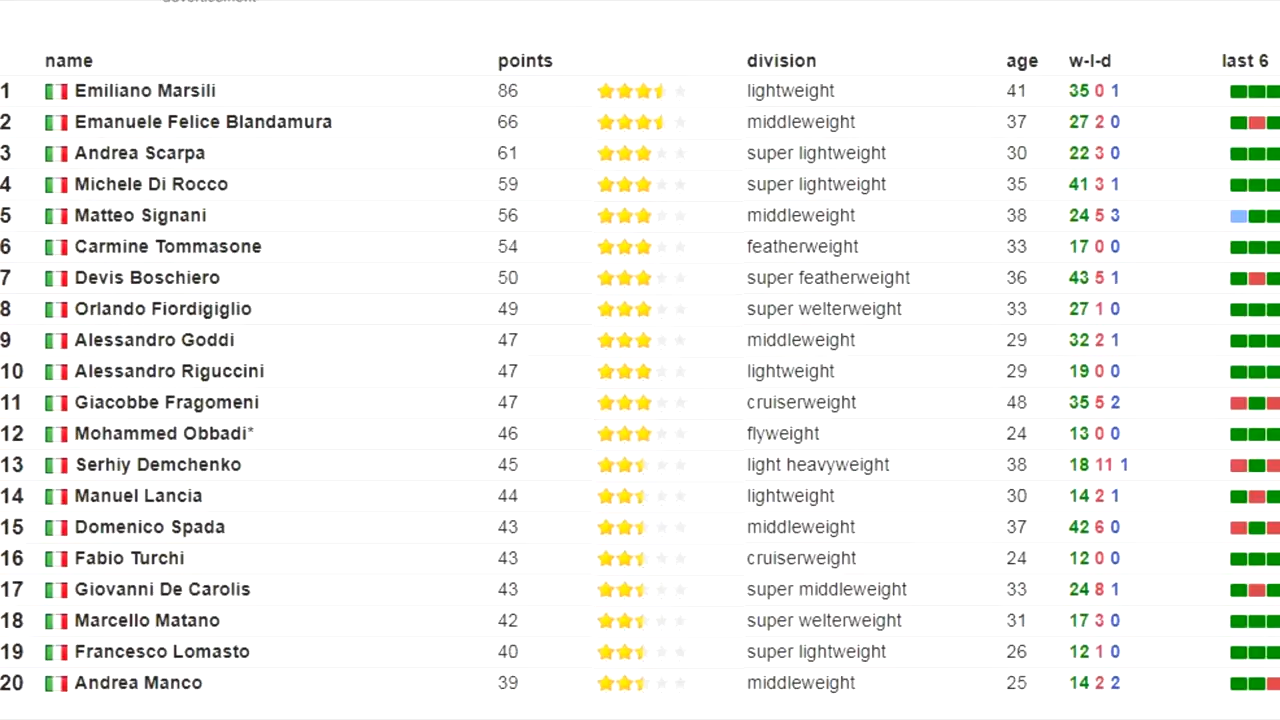 advertisement
name points division age w-l-d last 6
1 Emiliano Marsili 86 lightweight 41 35 0 1
2 Emanuele Felice Blandamura 66 middleweight 37 27 2 0
3 Andrea Scarpa 61 super lightweight 30 22 3 0
4 Michele Di Rocco 59 super lightweight 35 41 3 1
5 Matteo Signani 56 middleweight 38 24 5 3
6 Carmine Tommasone 54 featherweight 33 17 0 0
7 Devis Boschiero 50 super featherweight 36 43 5 1
8 Orlando Fiordigiglio 49 super welterweight 33 27 1 0
9 Alessandro Goddi 47 middleweight 29 32 2 1
10 Alessandro Riguccini 47 lightweight 29 19 0 0
11 Giacobbe Fragomeni 47 cruiserweight 48 35 5 2
12 Mohammed Obbadi* 46 flyweight 24 13 0 0
13 Serhiy Demchenko 45 light heavyweight 38 18 11 1
14 Manuel Lancia 44 lightweight 30 14 2 1
15 Domenico Spada 43 middleweight 37 42 6 0
16 Fabio Turchi 43 cruiserweight 24 12 0 0
17 Giovanni De Carolis 43 super middleweight 33 24 8 1
18 Marcello Matano 42 super welterweight 31 17 3 0
19 Francesco Lomasto 40 super lightweight 26 12 1 0
20 Andrea Manco 39 middleweight 25 14 2 2